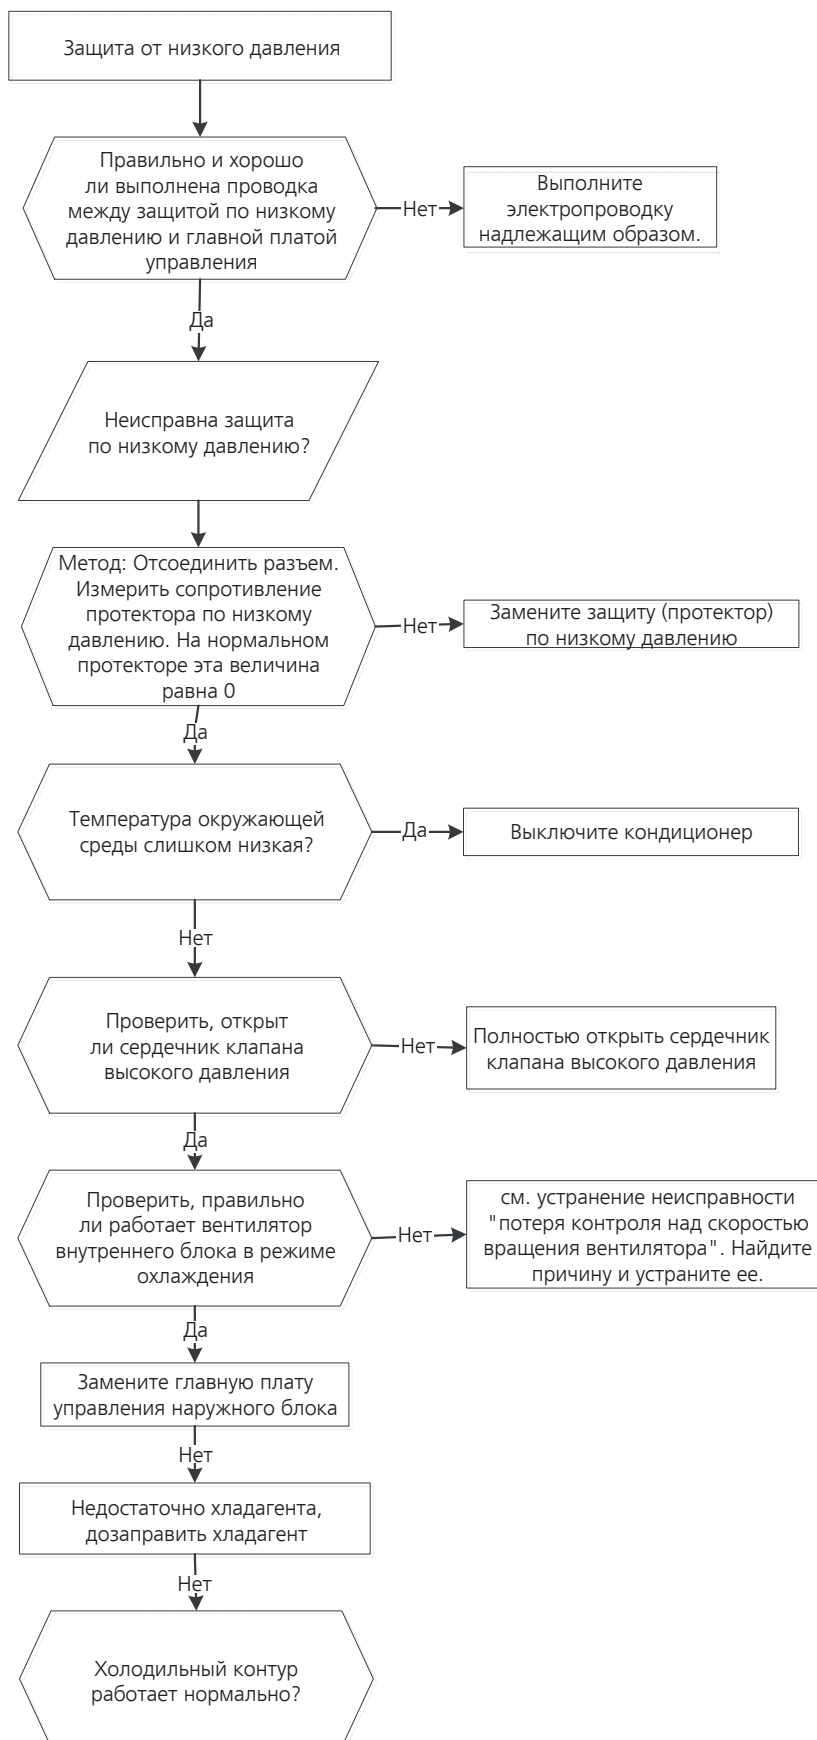 Защита от низкого давления
Правильно и хорошо
ли выполнена проводка
между защитой по низкому
давлению и главной платой
управления
Нет
Выполните
электропроводку
надлежащим образом.
Да
Неисправна защита
по низкому давлению?
Метод: Отсоединить разъем.
Измерить сопротивление
протектора по низкому
давлению. На нормальном
протекторе эта величина
равна 0
Нет
Замените защиту (протектор)
по низкому давлению
Да
Температура окружающей
среды слишком низкая?
Да
Выключите кондиционер
Нет
Проверить, открыт
ли сердечник клапана
высокого давления
Нет
Полностью открыть сердечник
клапана высокого давления
Да
Проверить, правильно
ли работает вентилятор
внутреннего блока в режиме
охлаждения
Нет
см. устранение неисправности
"потеря контроля над скоростью
вращения вентилятора". Найдите
причину и устраните ее.
Да
Замените главную плату
управления наружного блока
Нет
Недостаточно хладагента,
дозаправить хладагент
Нет
Холодильный контур
работает нормально?